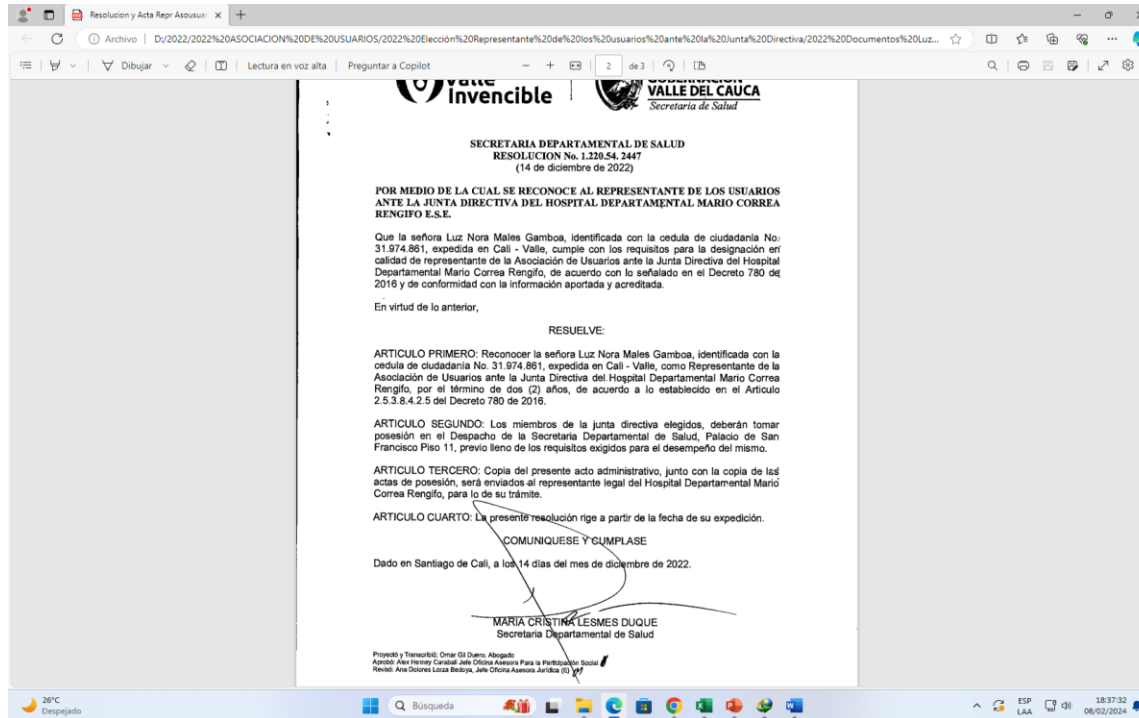 Resolucion y Acta Repr Asousuar
Archivo | D:/2022/2022%20ASOCIACION%20DE%20USUARIOS/2022%20Elección%20Representante%20de%20los%20usuarios%20ante%20la%20Junta%20Directiva/2022%20Documentos%20Luz...
Dibujar | Lectura en voz alta | Preguntar a Copilot 2 de 3
Valle
Invencible
GOBERNACIÓN
VALLE DEL CAUCA
Secretaría de Salud
SECRETARIA DEPARTAMENTAL DE SALUD
RESOLUCION No. 1.220.54. 2447
(14 de diciembre de 2022)
POR MEDIO DE LA CUAL SE RECONOCE AL REPRESENTANTE DE LOS USUARIOS
ANTE LA JUNTA DIRECTIVA DEL HOSPITAL DEPARTAMENTAL MARIO CORREA
RENGIFO E.S.E.
Que la señora Luz Nora Males Gamboa, identificada con la cedula de ciudadanía No.
31.974.861, expedida en Cali - Valle, cumple con los requisitos para la designación en
calidad de representante de la Asociación de Usuarios ante la Junta Directiva del Hospital
Departamental Mario Correa Rengifo, de acuerdo con lo señalado en el Decreto 780 de
2016 y de conformidad con la información aportada y acreditada.
En virtud de lo anterior,
RESUELVE:
ARTICULO PRIMERO: Reconocer la señora Luz Nora Males Gamboa, identificada con la
cedula de ciudadanía No. 31.974.861, expedida en Cali - Valle, como Representante de la
Asociación de Usuarios ante la Junta Directiva del Hospital Departamental Mario Correa
Rengifo, por el término de dos (2) años, de acuerdo a lo establecido en el Articulo
2.5.3.8.4.2.5 del Decreto 780 de 2016.
ARTICULO SEGUNDO: Los miembros de la junta directiva elegidos, deberán tomar
posesión en el Despacho de la Secretaria Departamental de Salud, Palacio de San
Francisco Piso 11, previo lleno de los requisitos exigidos para el desempeño del mismo.
ARTICULO TERCERO: Copia del presente acto administrativo, junto con la copia de las
actas de posesión, será enviados al representante legal del Hospital Departamental Mario
Correa Rengifo, para lo de su trámite.
ARTICULO CUARTO: La presente resolución rige a partir de la fecha de su expedición.
COMUNIQUESE Y CUMPLASE
Dado en Santiago de Cali, a los 14 días del mes de diciembre de 2022.
MARIA CRISTINA LESMES DUQUE
Secretaria Departamental de Salud
Proyectó y Transcribió: Omar Gil Duero. Abogado
Aprobó: Alex Hemey Carabalí Jefe Oficina Asesora Para la Participación Social
Revisó: Ana Dolores Lorza Bedoya, Jefe Oficina Asesora Jurídica (E)
26°C
Despejado
Búsqueda
ESP
LAA
18:37:32
08/02/2024